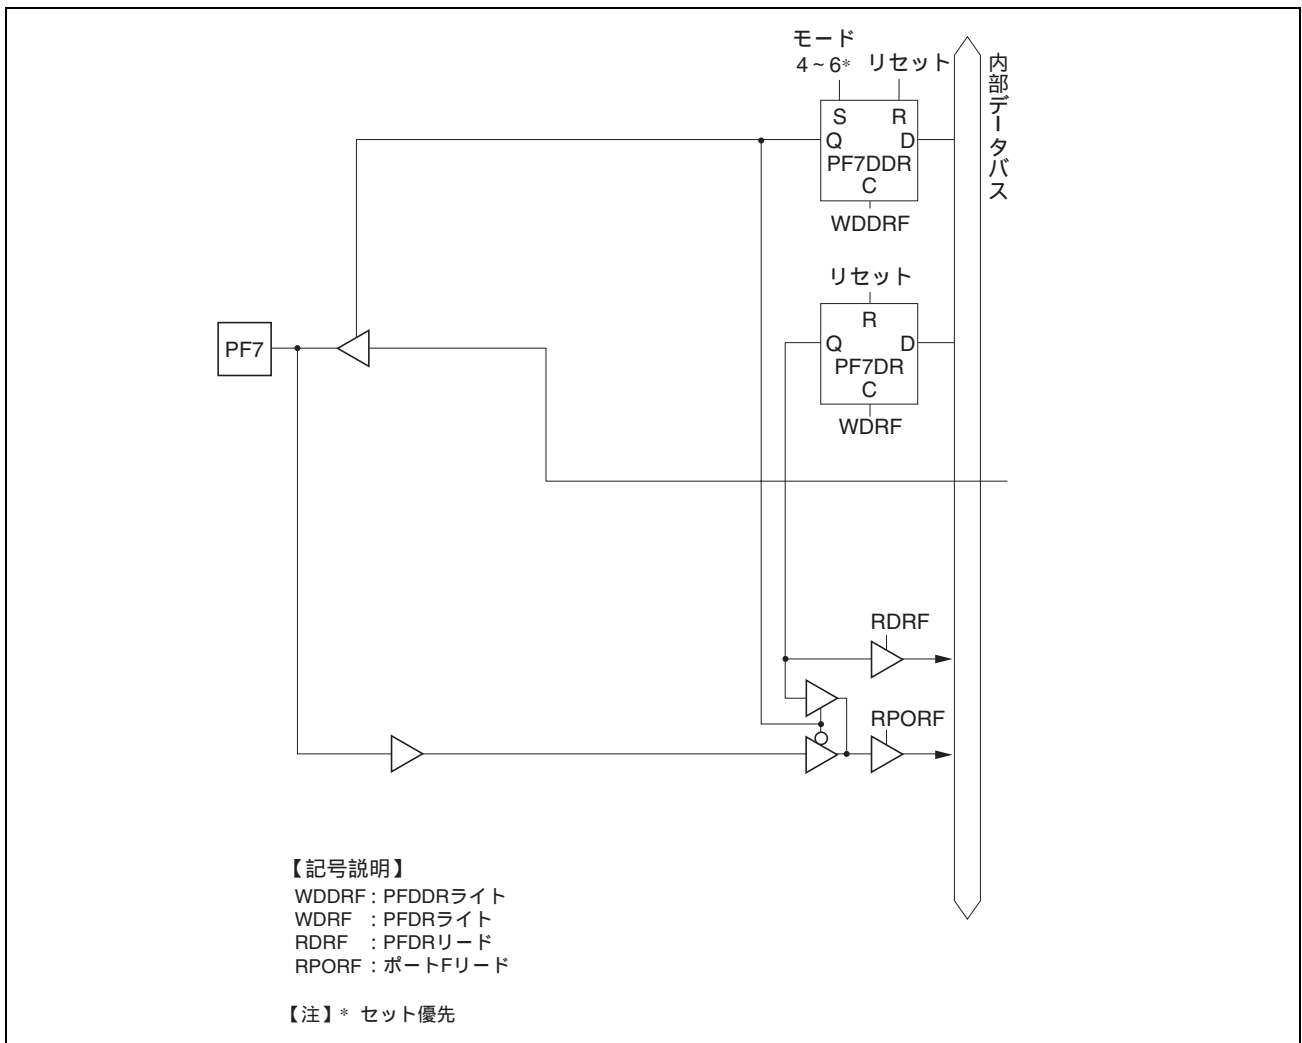 モード
4~6* リセット
内部データバス
S R
Q D
PF7DDR
C
WDDRF
リセット
R
PF7
Q D
PF7DR
C
WDRF
RDRF
RPORF
【記号説明】
WDDRF : PFDDRライト
WDRF : PFDRライト
RDRF : PFDRリード
RPORF : ポートFリード
【注】* セット優先